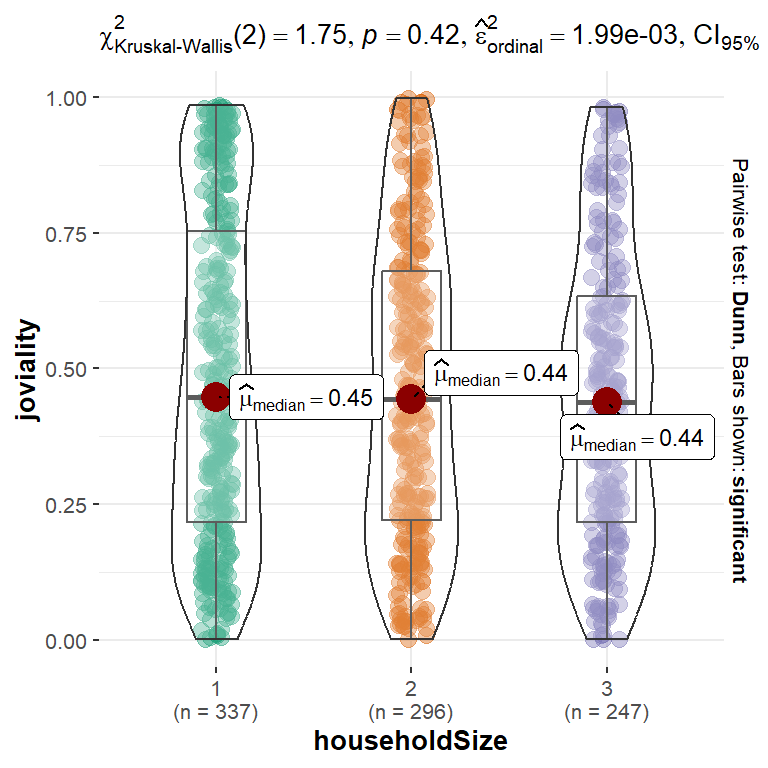 χ²Kruskal-Wallis(2) = 1.75, p = 0.42, ε̂²ordinal = 1.99e-03, CI95%
1.00
0.75
0.50
0.25
0.00
joviality
μ̂median = 0.45
μ̂median = 0.44
μ̂median = 0.44
Pairwise test: Dunn, Bars shown: significant
1 2 3
(n = 337) (n = 296) (n = 247)
householdSize